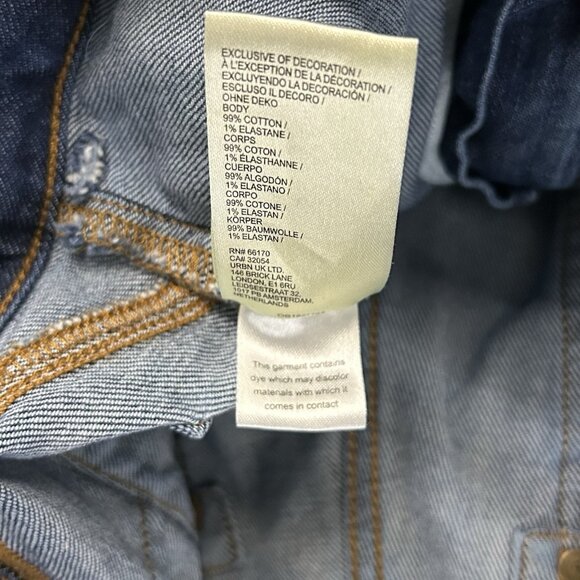 EXCLUSIVE OF DECORATION /
À L'EXCEPTION DE LA DÉCORATION /
EXCLUYENDO LA DECORACIÓN /
ESCLUSO IL DECORO /
OHNE DEKO
BODY
99% COTTON /
1% ELASTANE /
CORPS
99% COTON /
1% ÉLASTHANNE /
CUERPO
99% ALGODÓN /
1% ELASTANO /
CORPO
99% COTONE /
1% ELASTAN /
KÖRPER
99% BAUMWOLLE /
1% ELASTAN /
RN# 66170
CA# 32054
URBN UK LTD.
146 BRICK LANE
LONDON, E1 6RU
LEIDSESTRAAT 32,
1017 PB AMSTERDAM,
NETHERLANDS
This garment contains
dye which may discolor
materials with which it
comes in contact